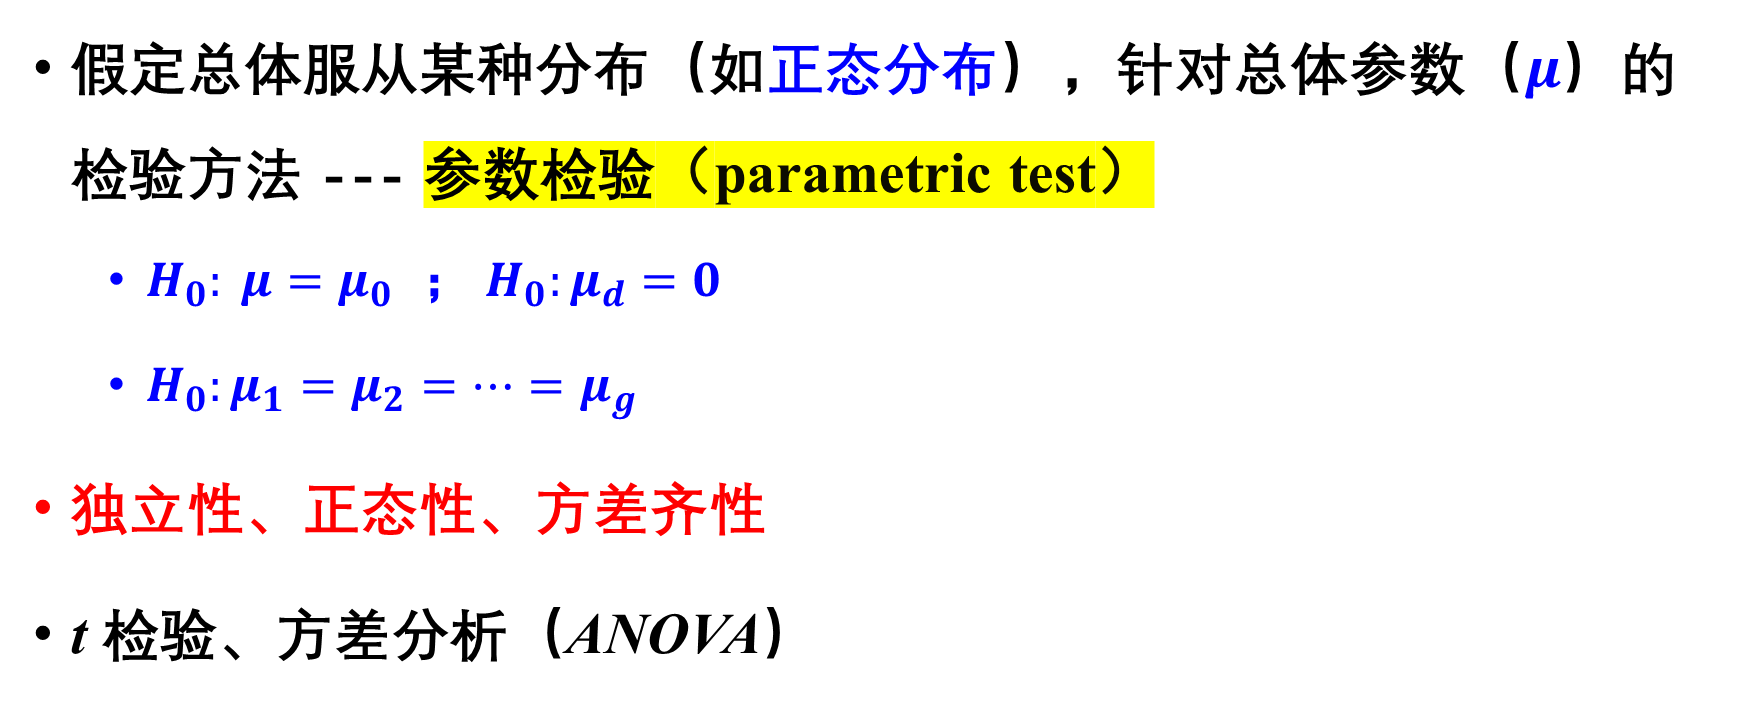 • 假定总体服从某种分布（如正态分布），针对总体参数（μ）的
检验方法 --- 参数检验（parametric test）
• H₀: μ = μ₀ ； H₀: μ_d = 0
• H₀: μ₁ = μ₂ = ⋯ = μ_g
• 独立性、正态性、方差齐性
• t 检验、方差分析（ANOVA）